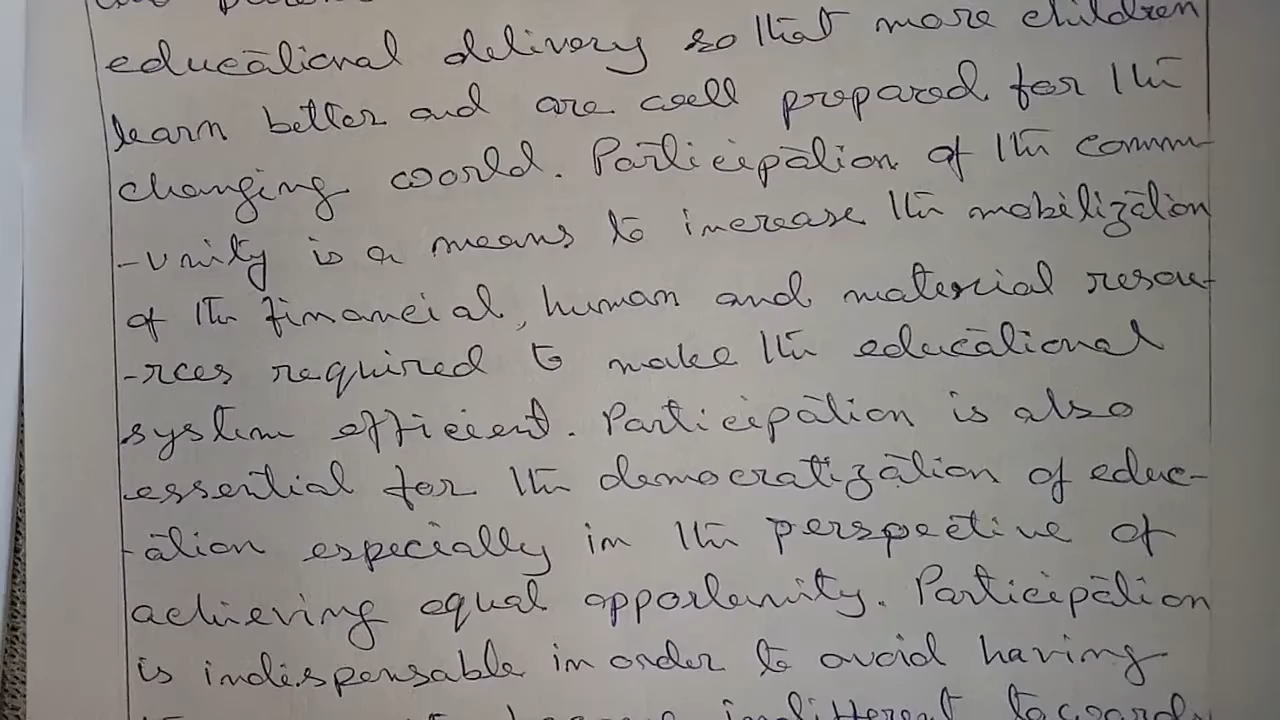 educational delivery so that more children
learn better and are well prepared for the
changing world. Participation of the comm-
-unity is a means to increase the mobilization
of the financial, human and material resou-
-rces required to make the educational
system efficient. Participation is also
essential for the democratization of educ-
-ation especially in the perspective of
achieving equal opportunity. Participation
is indispensable in order to avoid having
indifferent towards